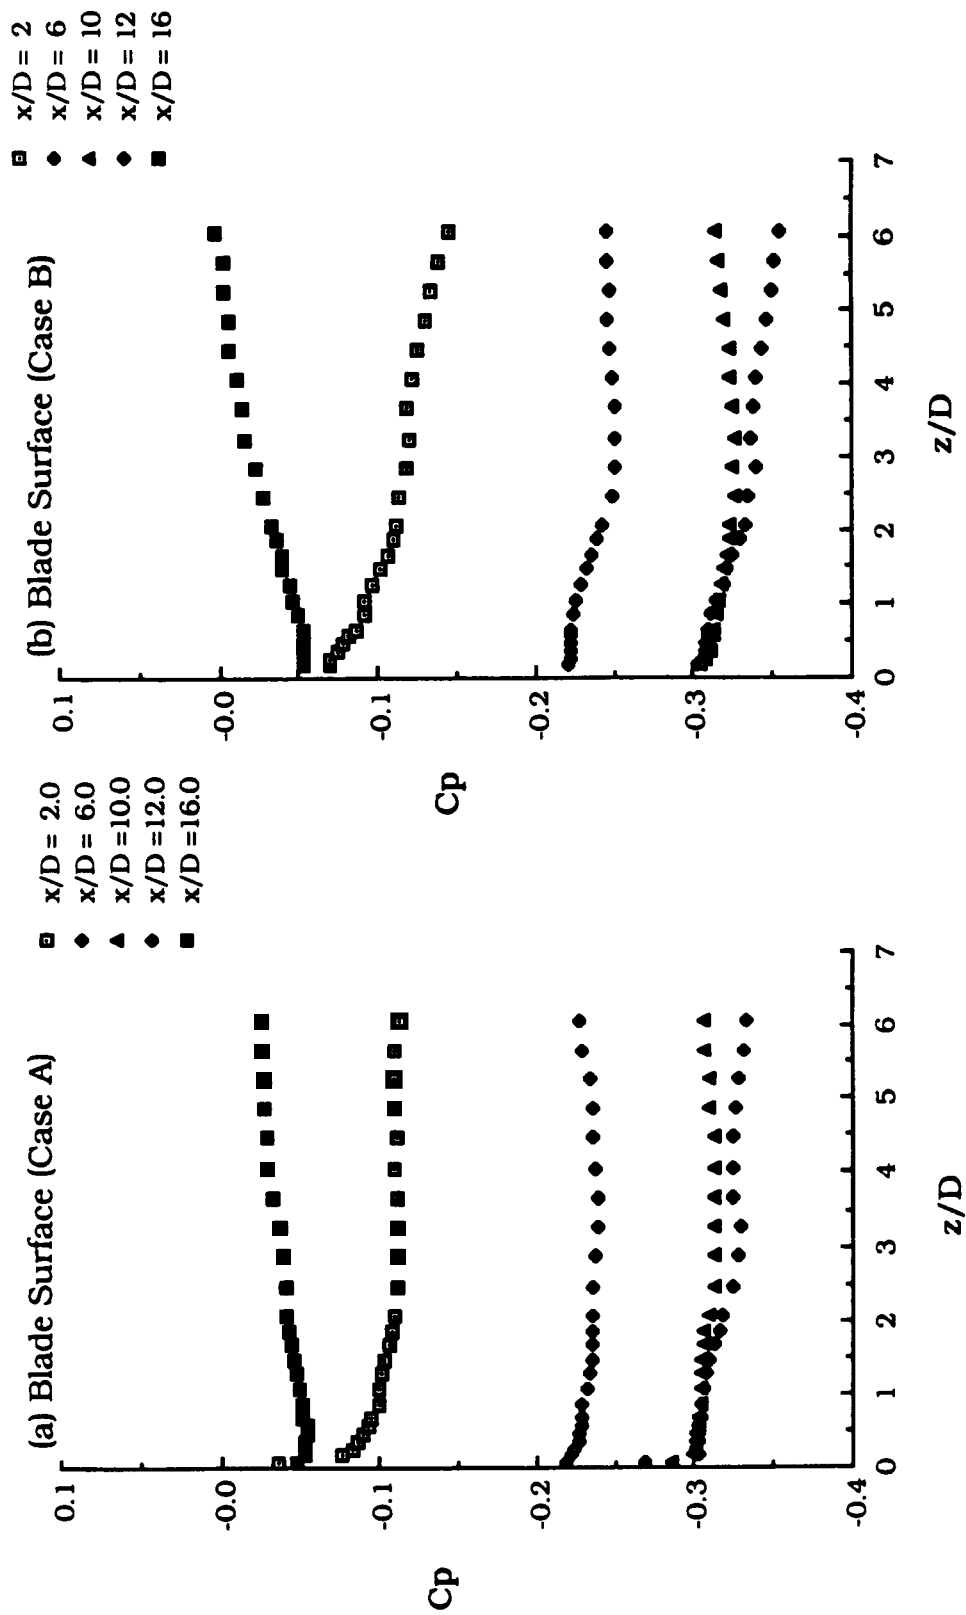 (a) Blade Surface (Case A)
x/D = 2.0
x/D = 6.0
x/D =10.0
x/D =12.0
x/D =16.0
0.1
-0.0
-0.1
-0.2
-0.3
-0.4
Cp
0 1 2 3 4 5 6 7
z/D
(b) Blade Surface (Case B)
x/D = 2
x/D = 6
x/D = 10
x/D = 12
x/D = 16
0.1
-0.0
-0.1
-0.2
-0.3
-0.4
Cp
0 1 2 3 4 5 6 7
z/D